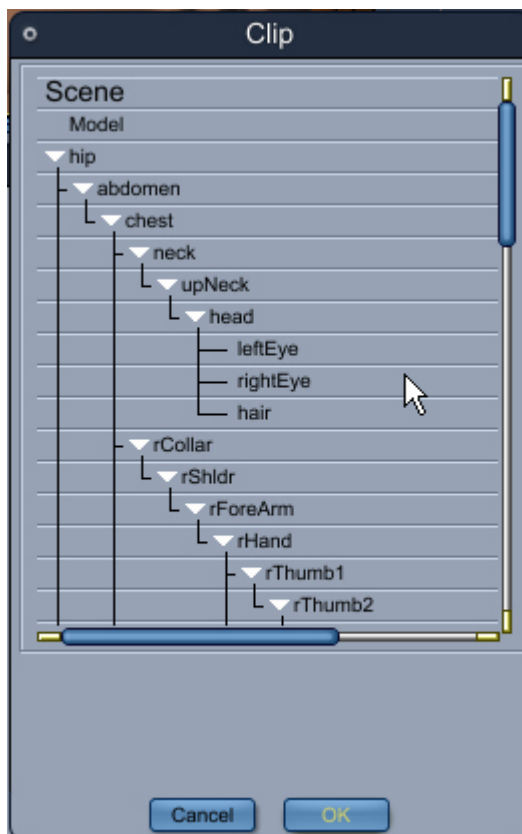 Clip
Scene
Model
hip
abdomen
chest
neck
upNeck
head
leftEye
rightEye
hair
rCollar
rShldr
rForeArm
rHand
rThumb1
rThumb2
Cancel
OK